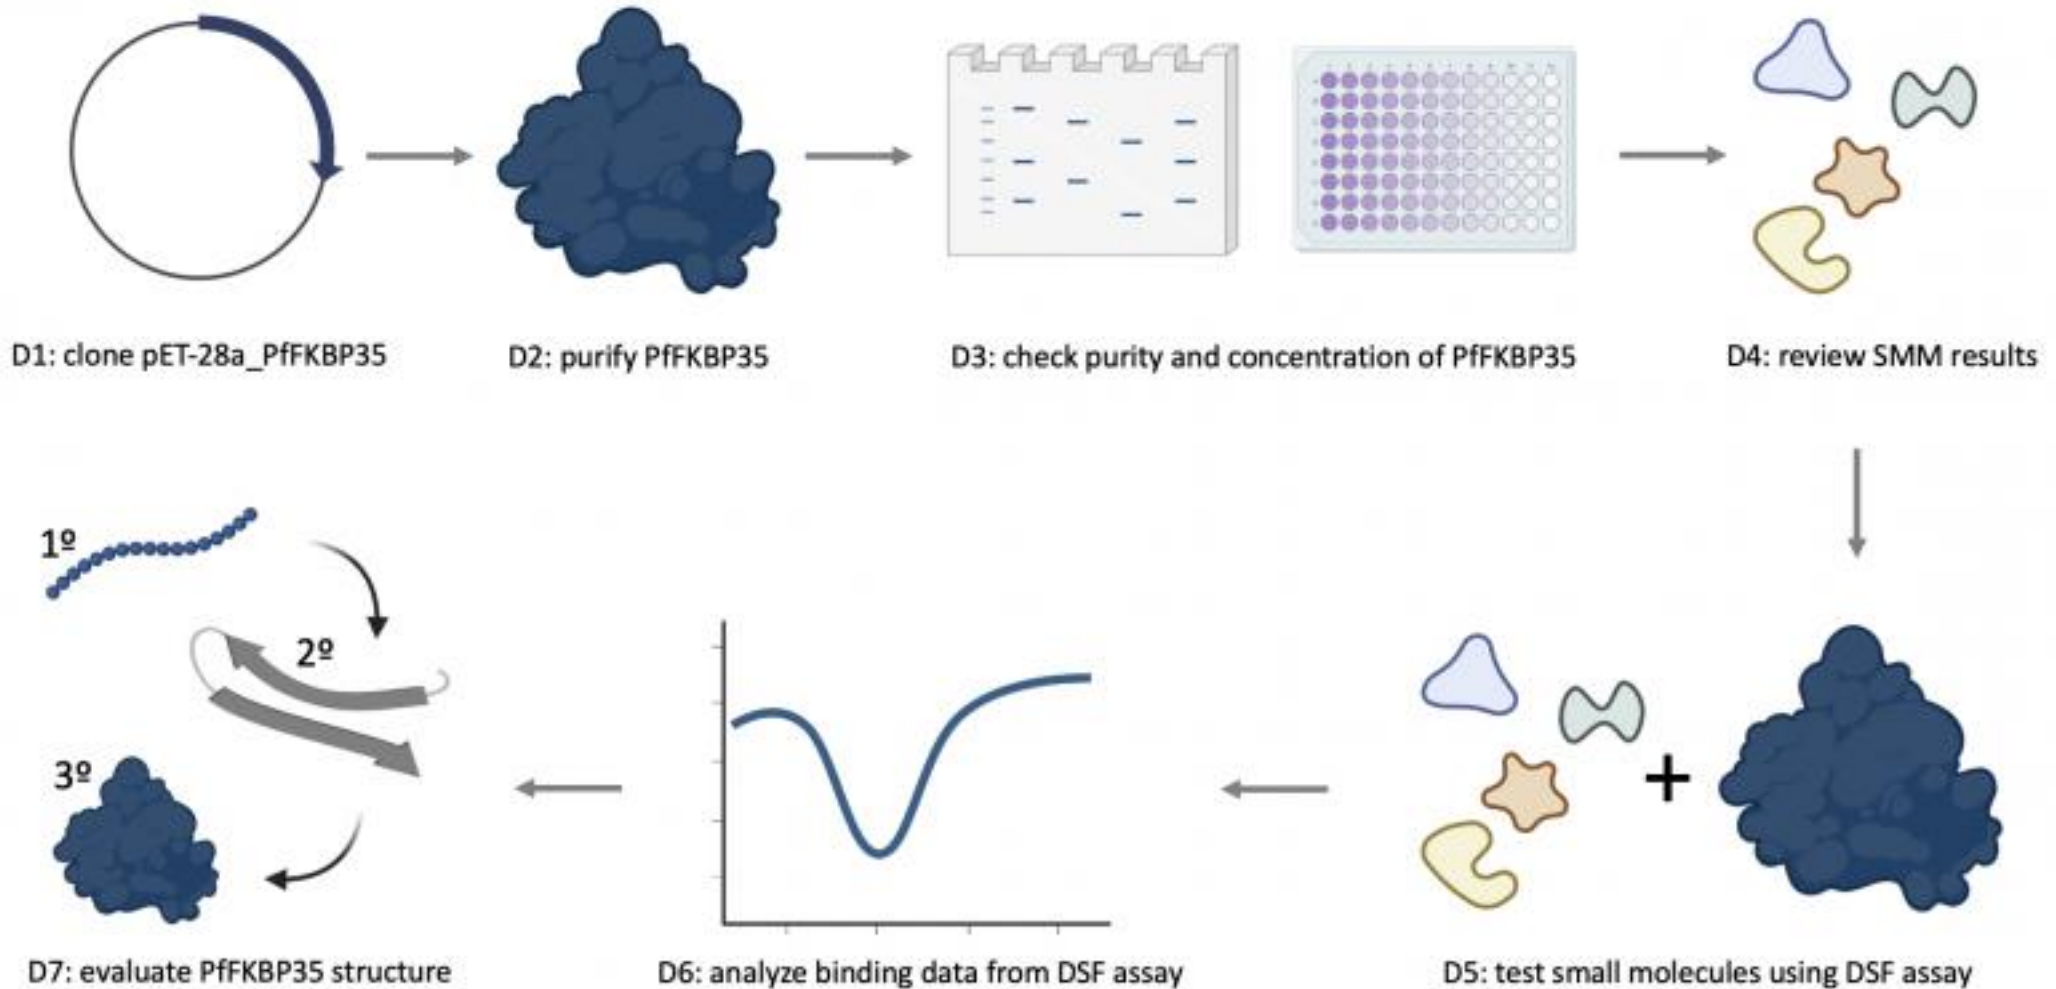 D1: clone pET-28a_PfFKBP35
D2: purify PfFKBP35
D3: check purity and concentration of PfFKBP35
D4: review SMM results
1º
2º
3º
D7: evaluate PfFKBP35 structure
D6: analyze binding data from DSF assay
+
D5: test small molecules using DSF assay